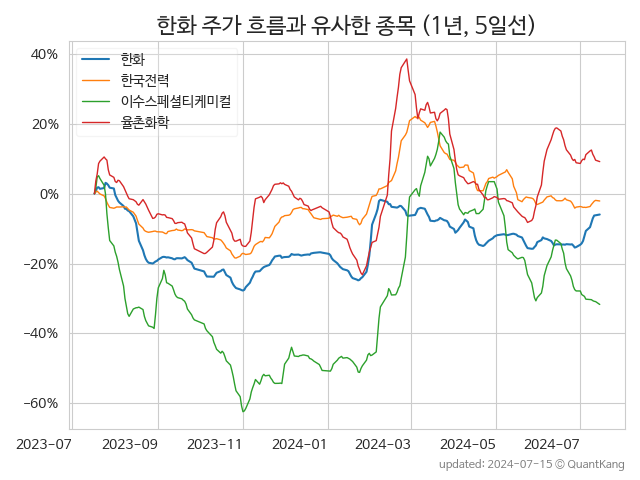 한화 주가 흐름과 유사한 종목 (1년, 5일선)
한화
한국전력
이수스페셜티케미컬
율촌화학
40%
20%
0%
−20%
−40%
−60%
2023-07
2023-09
2023-11
2024-01
2024-03
2024-05
2024-07
updated: 2024-07-15 © QuantKang